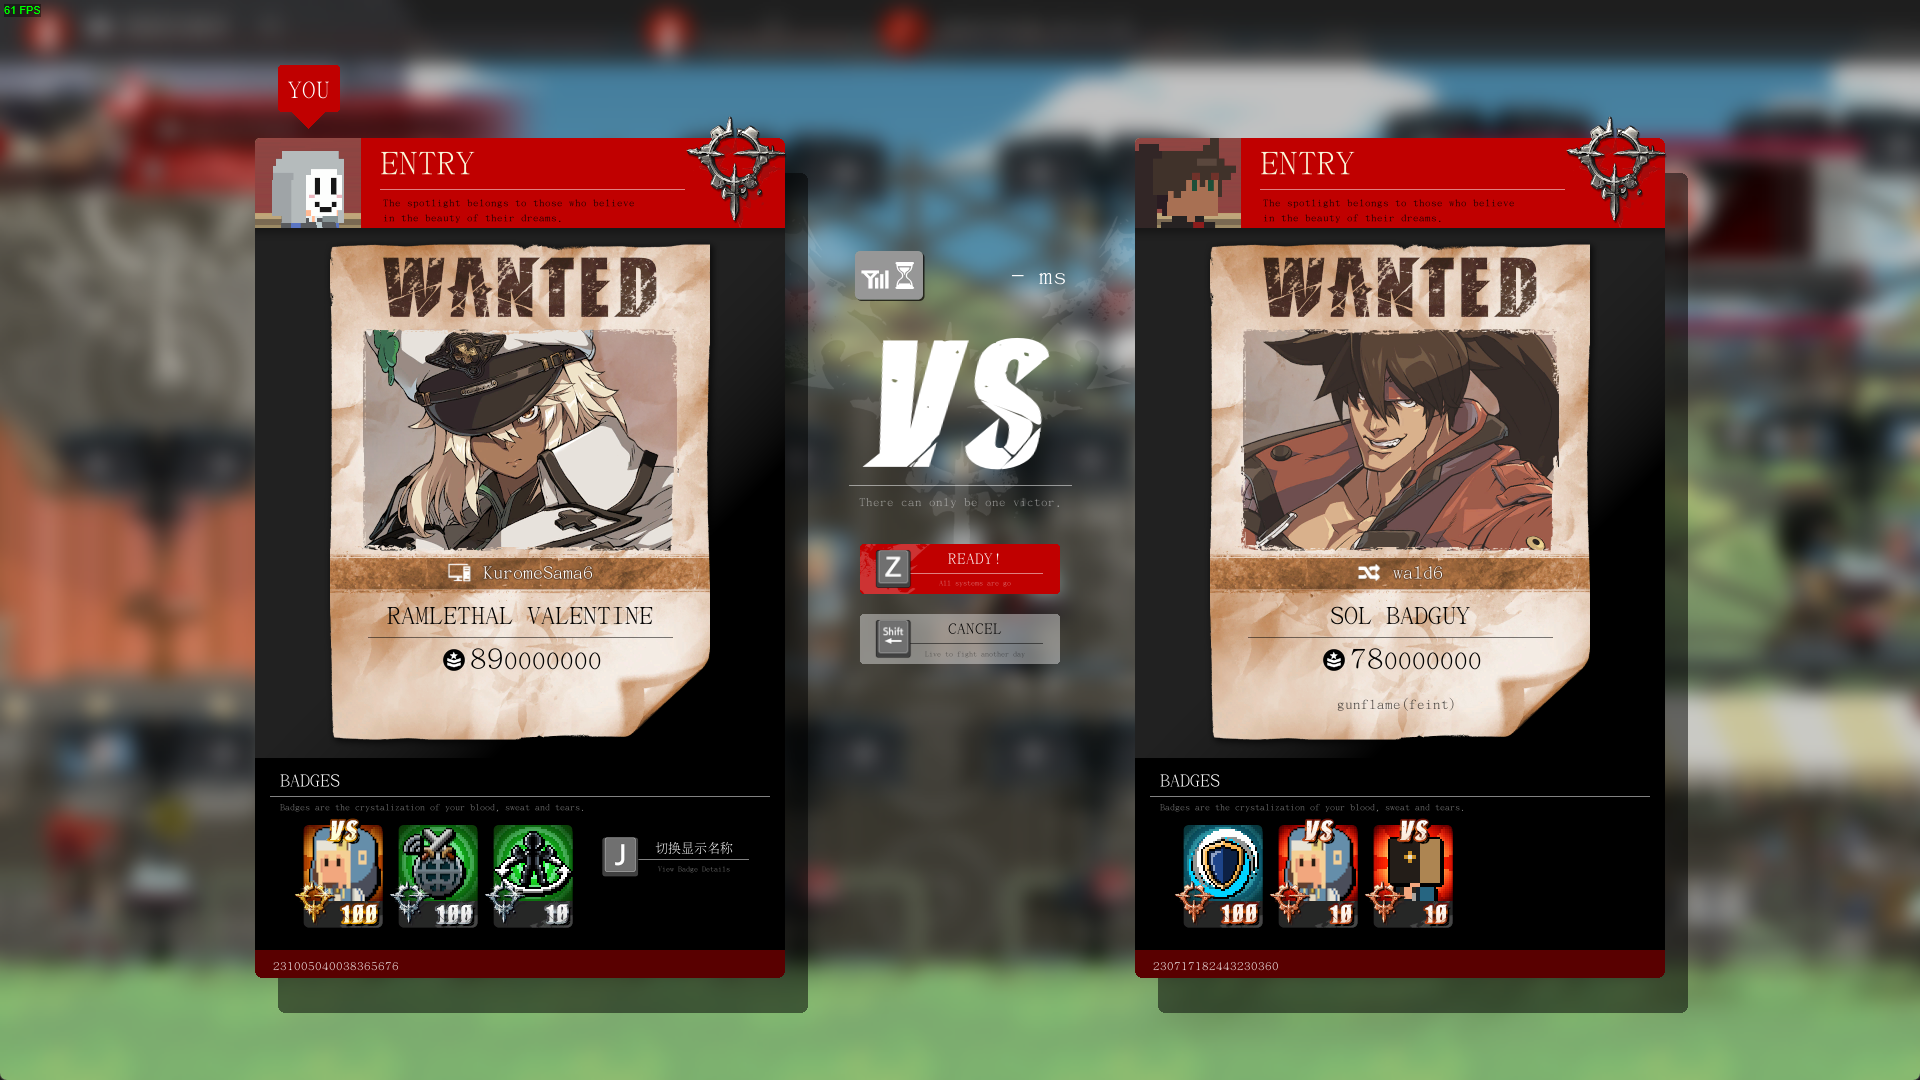 61 FPS
YOU
ENTRY
The spotlight belongs to those who believe
in the beauty of their dreams.
WANTED
KuromeSama6
RAMLETHAL VALENTINE
890000000
BADGES
Badges are the crystalization of your blood, sweat and tears.
VS
100
100
10
J
切换显示名称
View Badge Details
231005040038365676
- ms
VS
There can only be one victor.
Z
READY!
All systems are go
Shift
CANCEL
Live to fight another day
ENTRY
The spotlight belongs to those who believe
in the beauty of their dreams.
WANTED
wald6
SOL BADGUY
780000000
gunflame(feint)
BADGES
Badges are the crystalization of your blood, sweat and tears.
100
VS
10
VS
10
230717182443230360